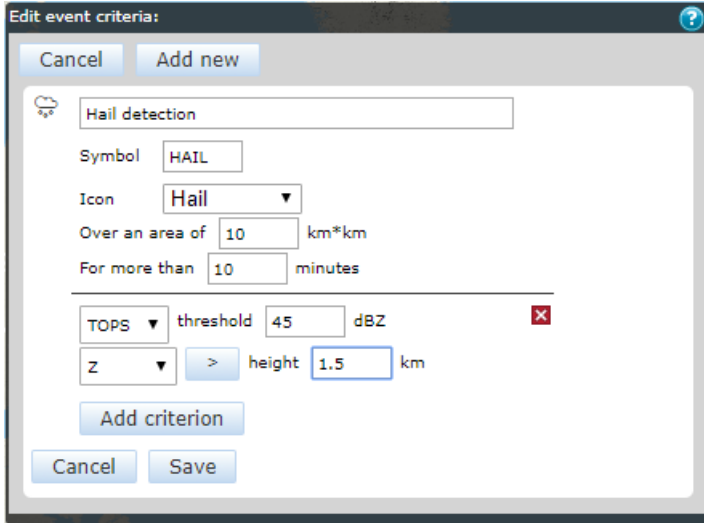 Edit event criteria: ?
Cancel Add new
Hail detection
Symbol HAIL
Icon Hail
Over an area of 10 km*km
For more than 10 minutes
TOPS threshold 45 dBZ
Z > height 1.5 km
Add criterion
Cancel Save